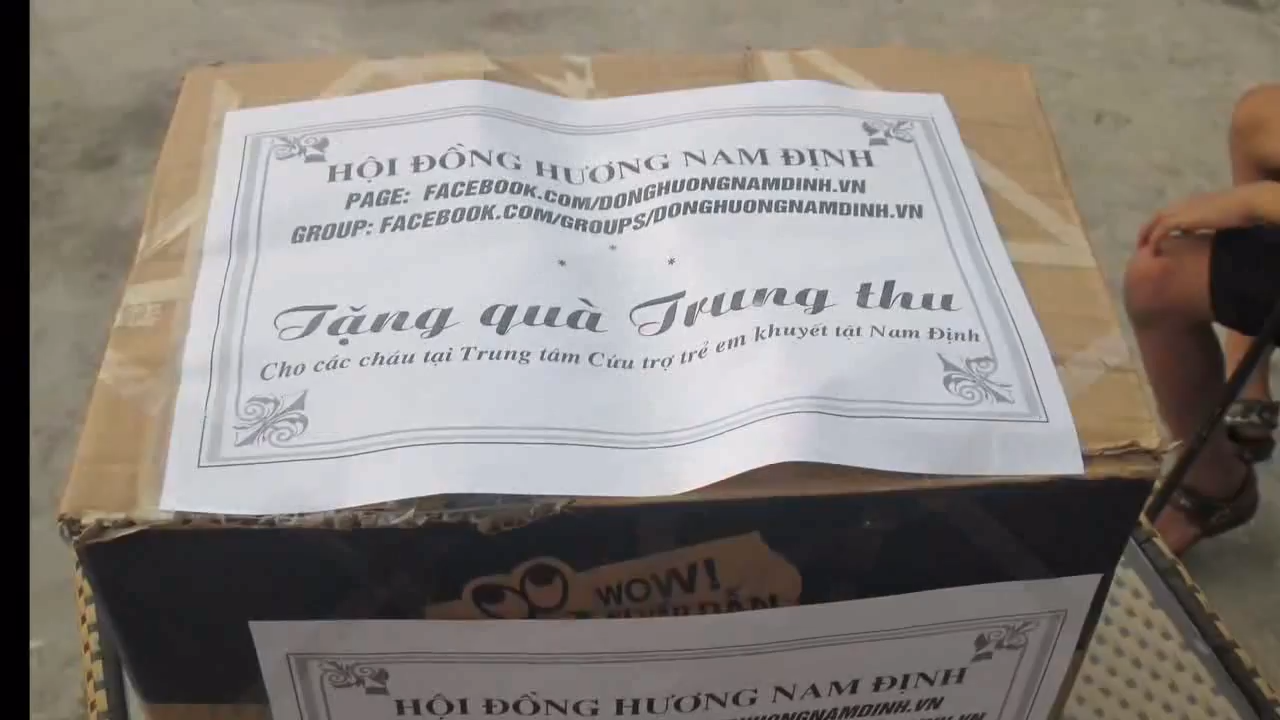 HỘI ĐỒNG HƯƠNG NAM ĐỊNH
PAGE: FACEBOOK.COM/DONGHUONGNAMDINH.VN
GROUP: FACEBOOK.COM/GROUPS/DONGHUONGNAMDINH.VN
* * *
Tặng quà Trung thu
Cho các cháu tại Trung tâm Cứu trợ trẻ em khuyết tật Nam Định
WOW!
HỘI ĐỒNG HƯƠNG NAM ĐỊNH